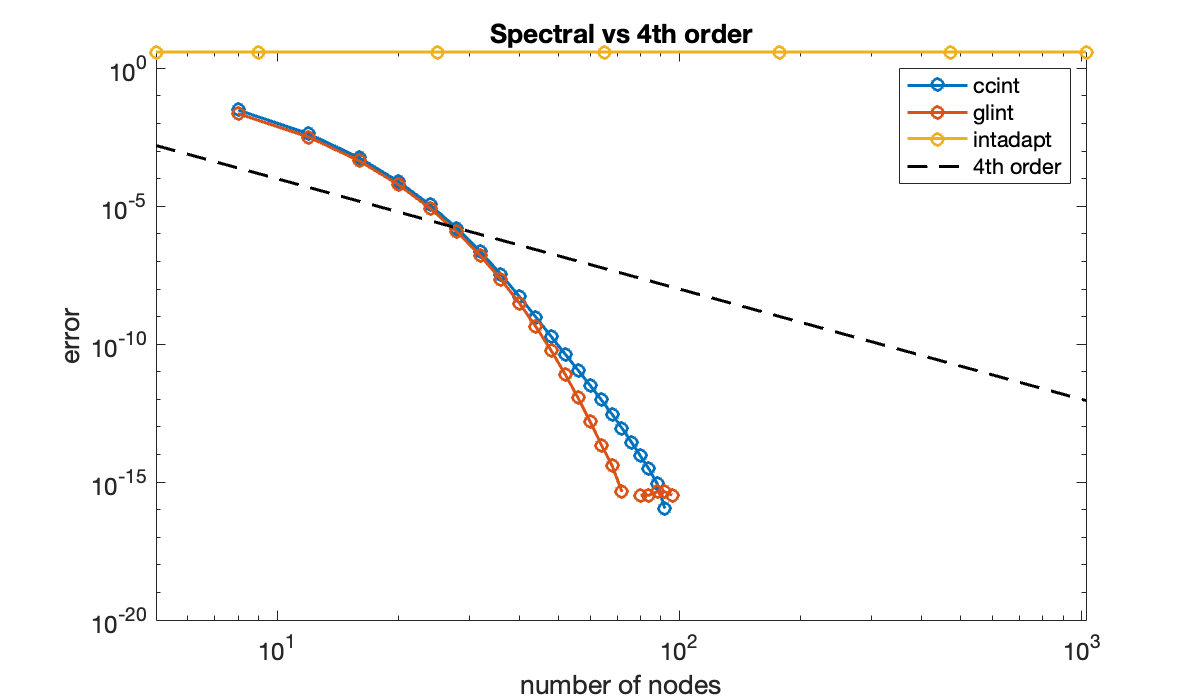 Spectral vs 4th order
10^0
10^-5
10^-10
10^-15
10^-20
error
ccint
glint
intadapt
4th order
10^1
10^2
10^3
number of nodes